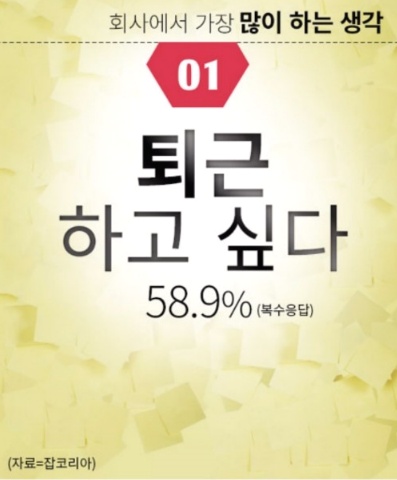 회사에서 가장 많이 하는 생각
01
퇴근
하고 싶다
58.9% (복수응답)
(자료=잡코리아)